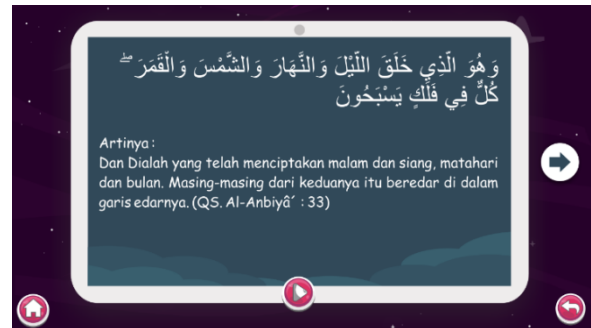 وَهُوَ الَّذِي خَلَقَ اللَّيْلَ وَالنَّهَارَ وَالشَّمْسَ وَالْقَمَرَ ۖ
كُلٌّ فِي فَلَكٍ يَسْبَحُونَ
Artinya :
Dan Dialah yang telah menciptakan malam dan siang, matahari
dan bulan. Masing-masing dari keduanya itu beredar di dalam
garis edarnya. (QS. Al-Anbiyâ´ : 33)